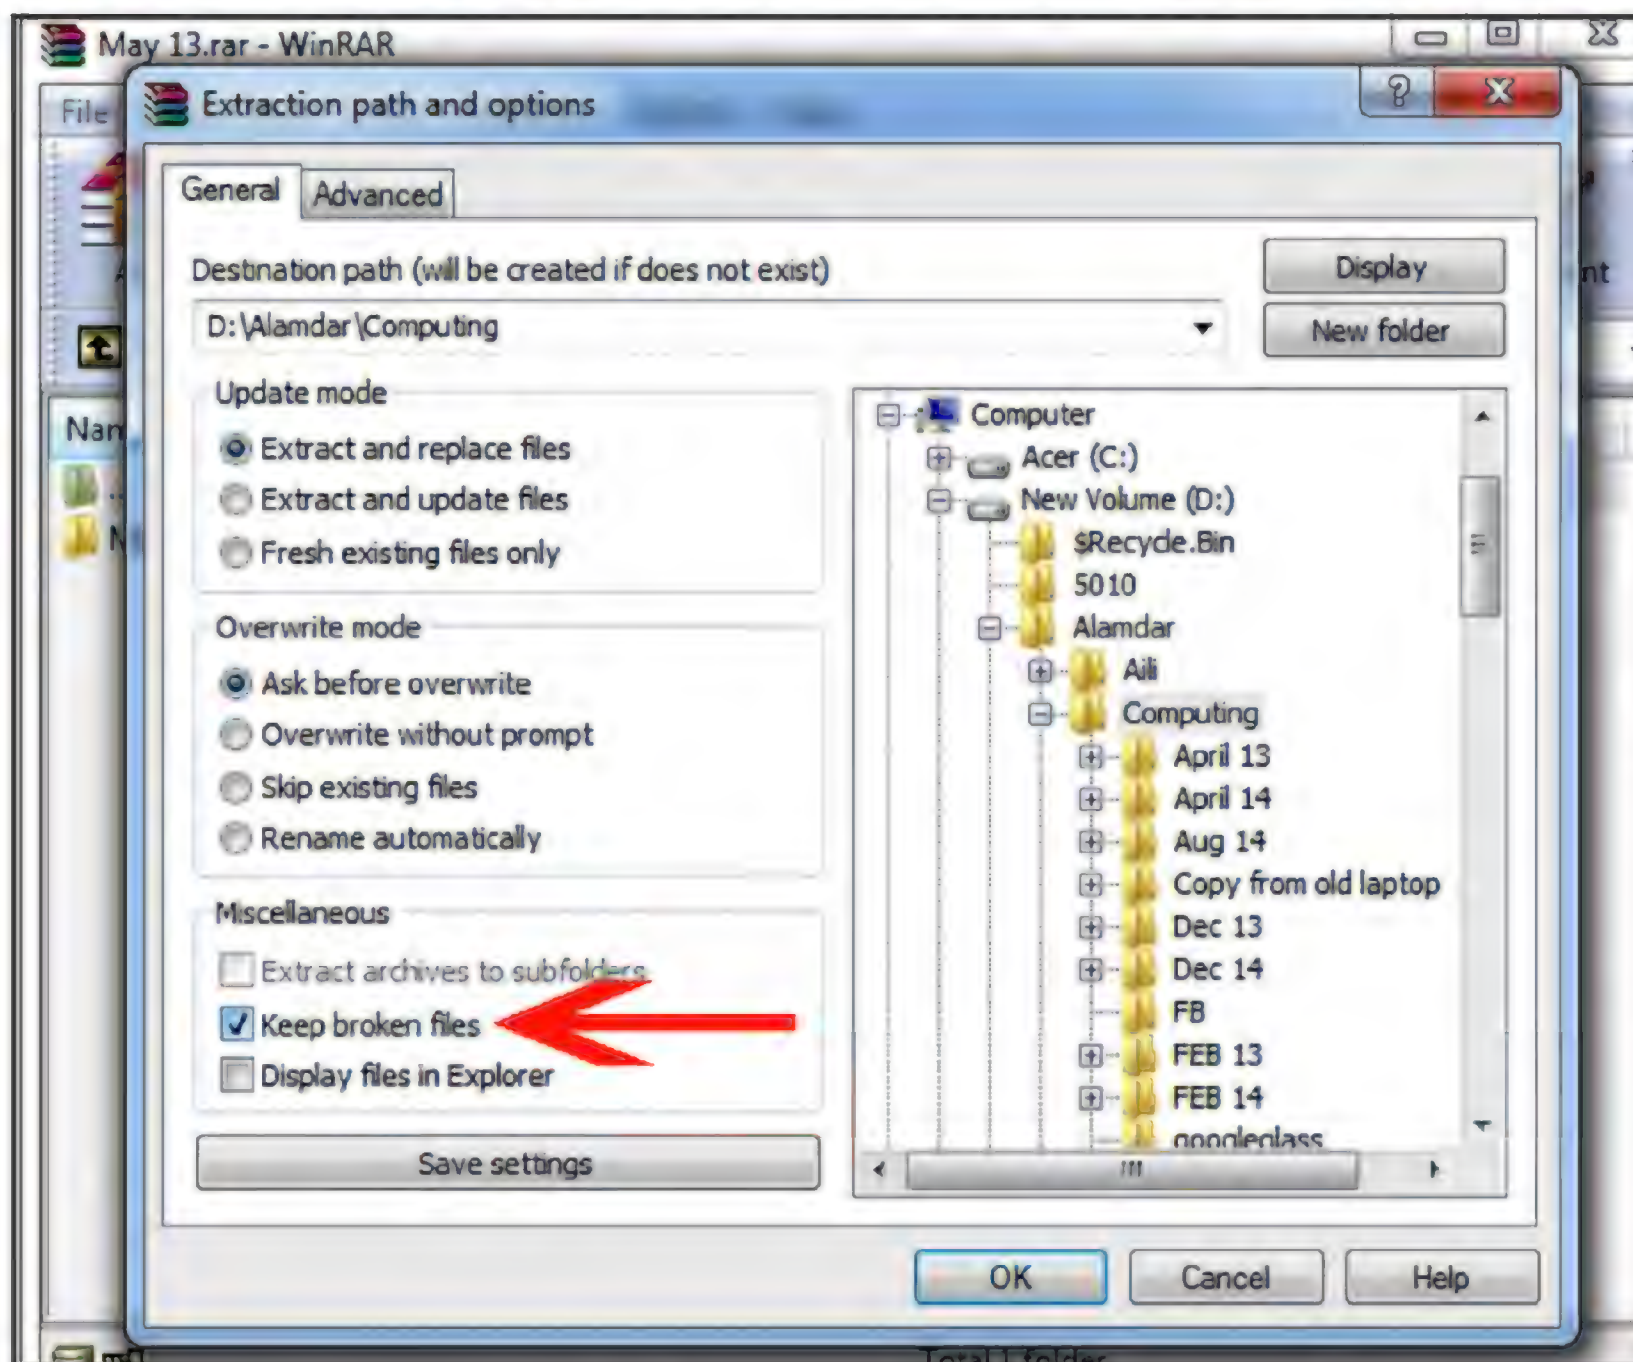 May 13.rar - WinRAR
File
Extraction path and options
General
Advanced
Destination path (will be created if does not exist)
Display
D:\Alamdar\Computing
New folder
Update mode
Extract and replace files
Extract and update files
Fresh existing files only
Overwrite mode
Ask before overwrite
Overwrite without prompt
Skip existing files
Rename automatically
Miscellaneous
Extract archives to subfolders
Keep broken files
Display files in Explorer
Save settings
Computer
Acer (C:)
New Volume (D:)
$Recycle.Bin
5010
Alamdar
Aili
Computing
April 13
April 14
Aug 14
Copy from old laptop
Dec 13
Dec 14
FB
FEB 13
FEB 14
googleglass
OK
Cancel
Help
Total 1 folder